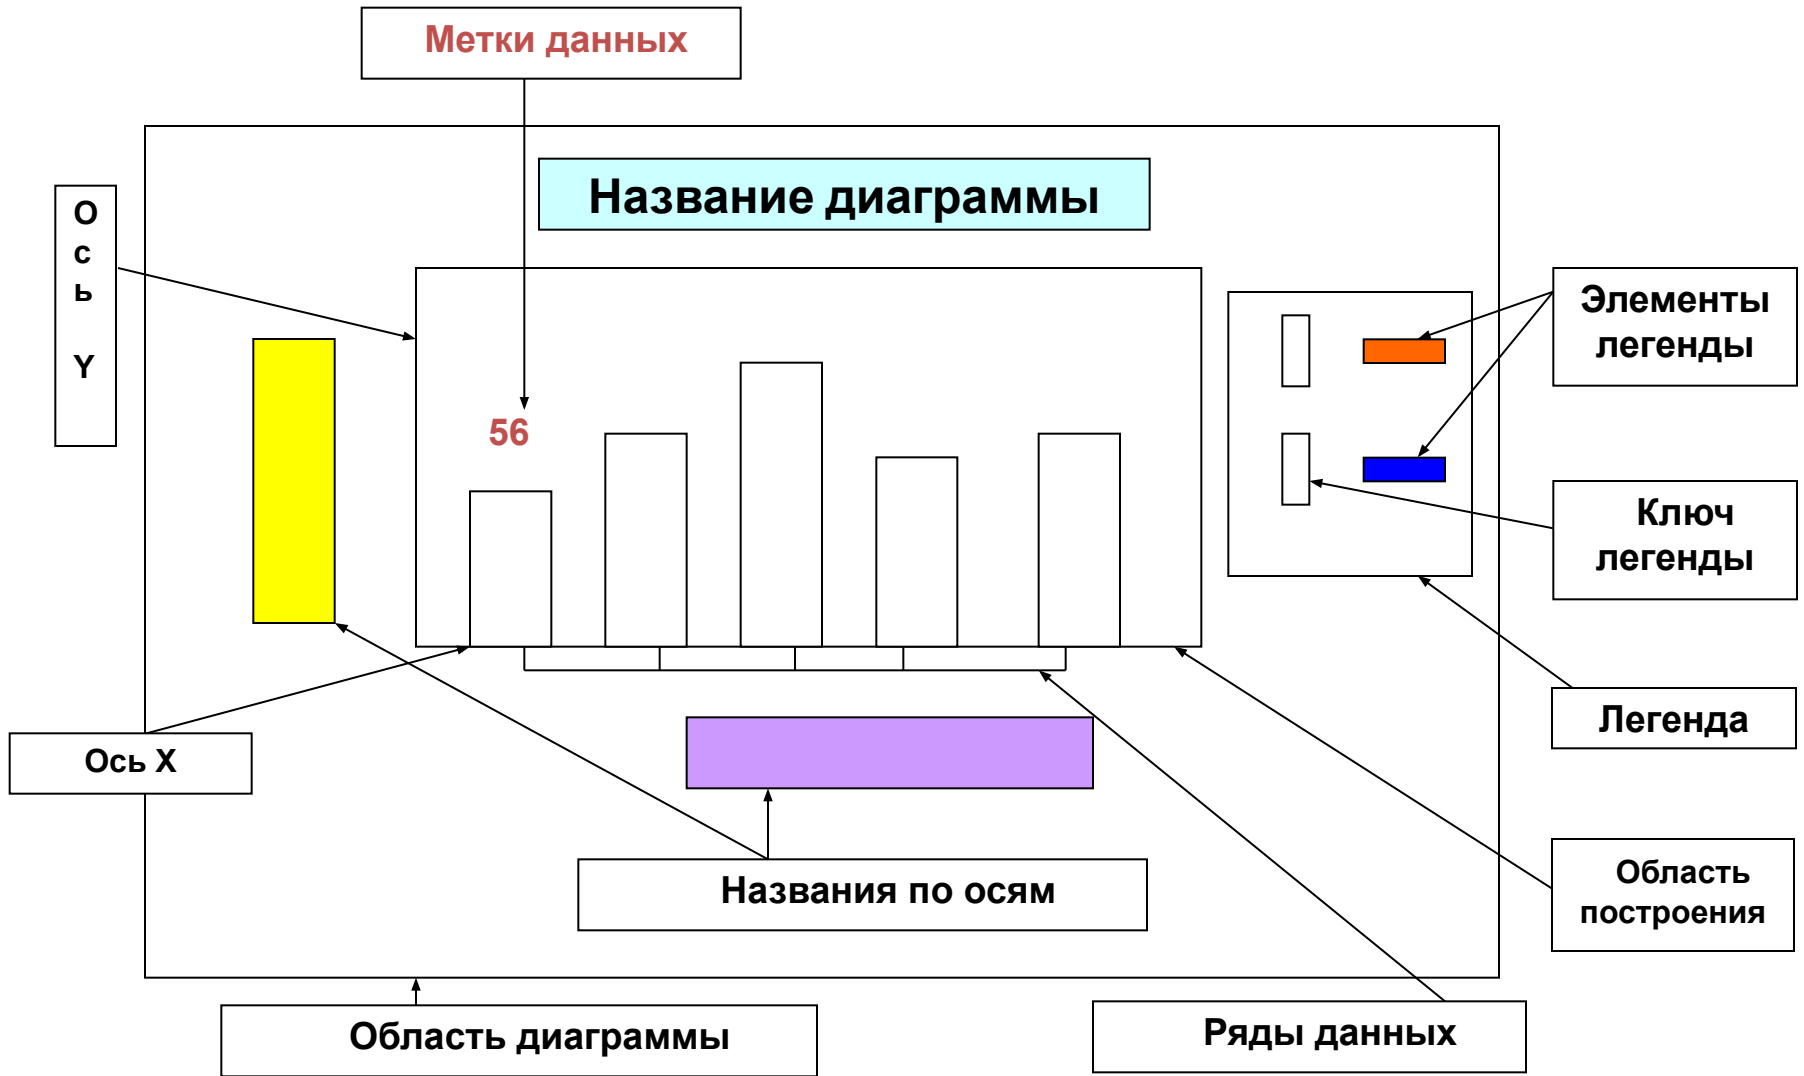 Метки данных
Название диаграммы
О
с
ь
Y
56
Элементы
легенды
Ключ
легенды
Легенда
Ось X
Названия по осям
Область
построения
Область диаграммы
Ряды данных